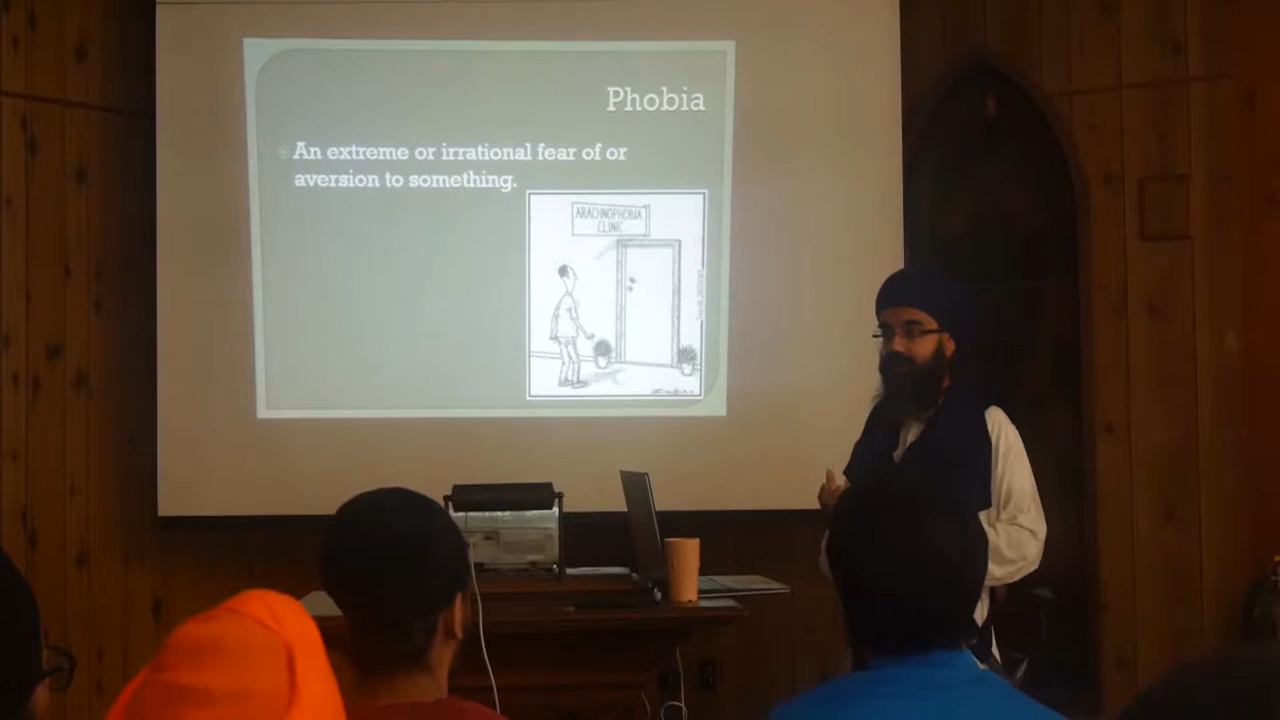 Phobia
An extreme or irrational fear of or
aversion to something.
ARACHNOPHOBIA
CLINIC